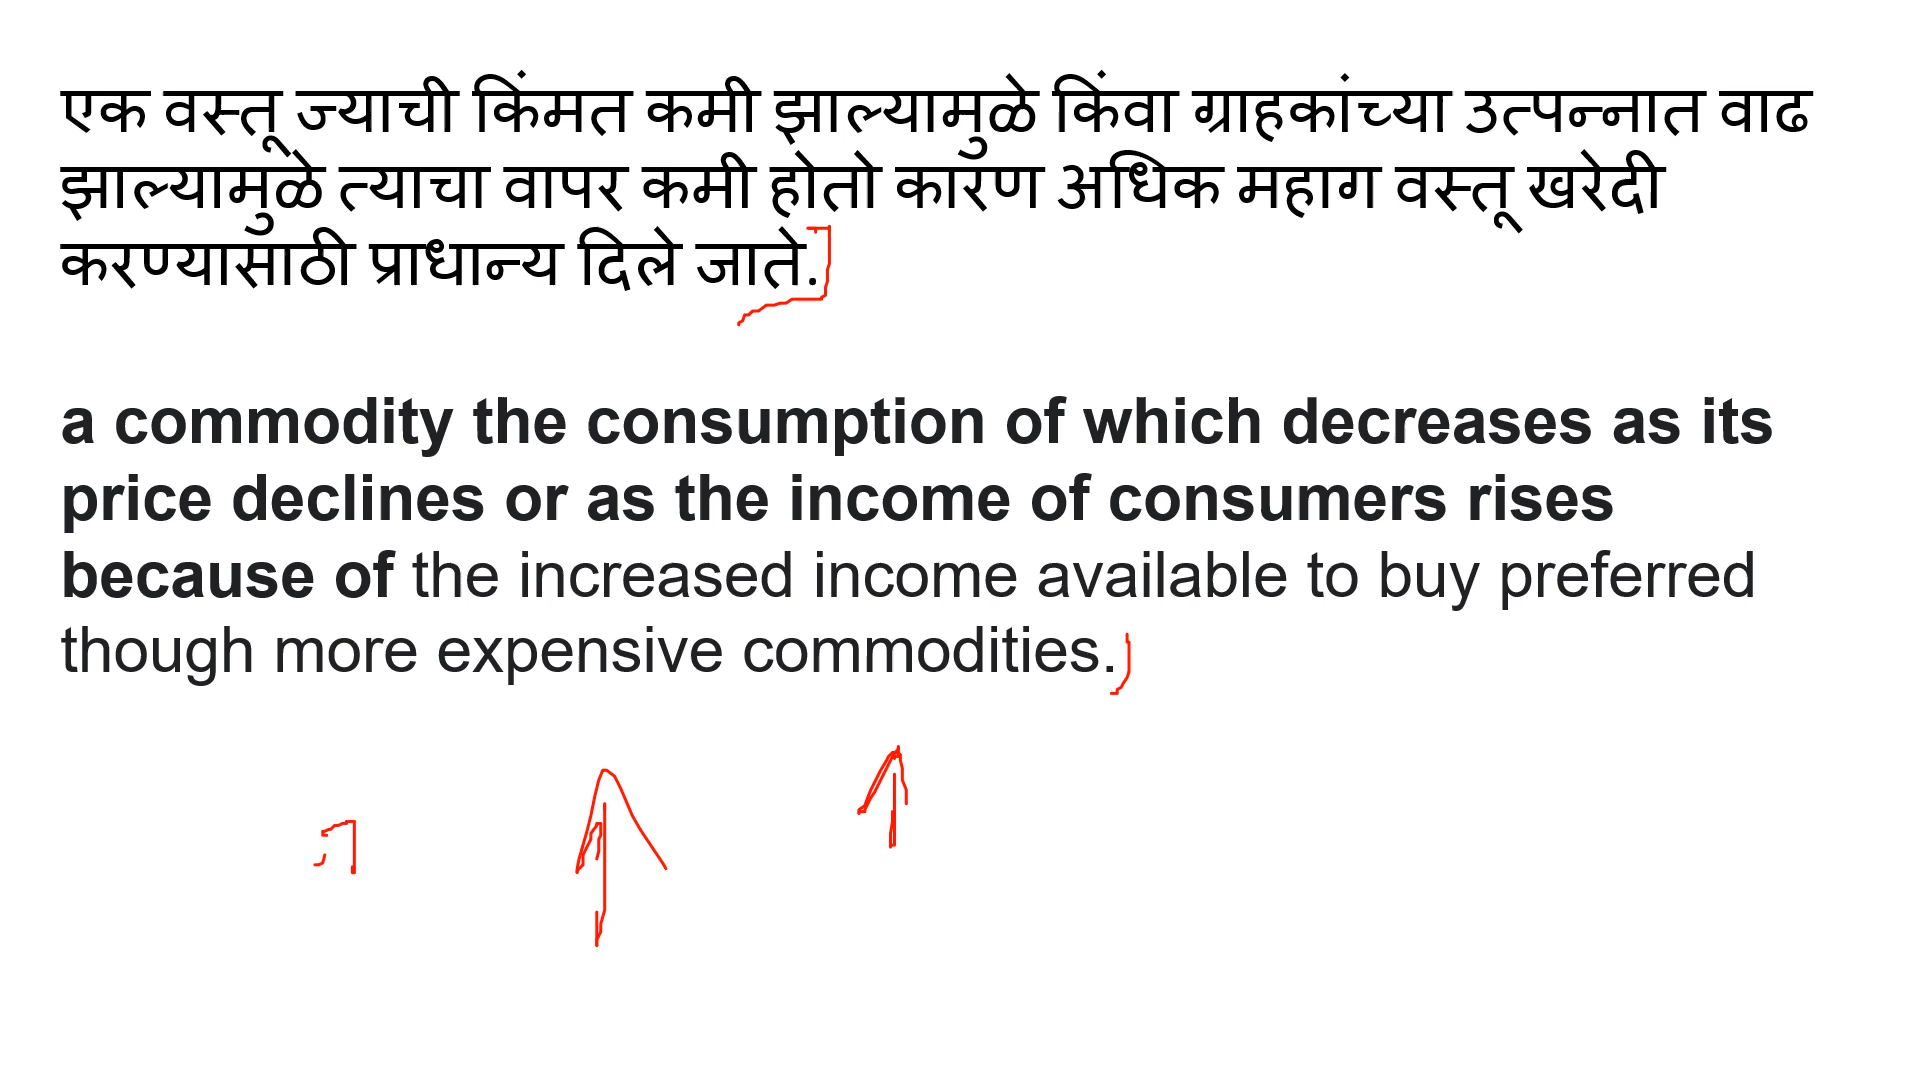 एक वस्तू ज्याची किंमत कमी झाल्यामुळे किंवा ग्राहकांच्या उत्पन्नात वाढ
झाल्यामुळे त्याचा वापर कमी होतो कारण अधिक महाग वस्तू खरेदी
करण्यासाठी प्राधान्य दिले जाते.
a commodity the consumption of which decreases as its
price declines or as the income of consumers rises
because of the increased income available to buy preferred
though more expensive commodities.